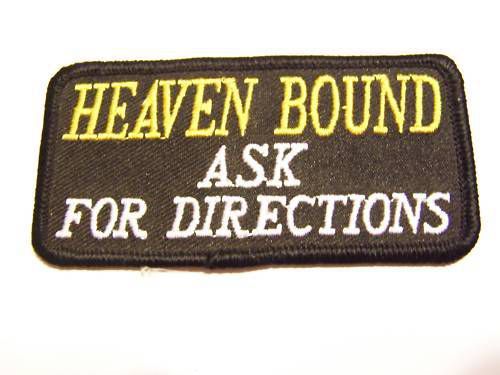 HEAVEN BOUND
ASK
FOR DIRECTIONS